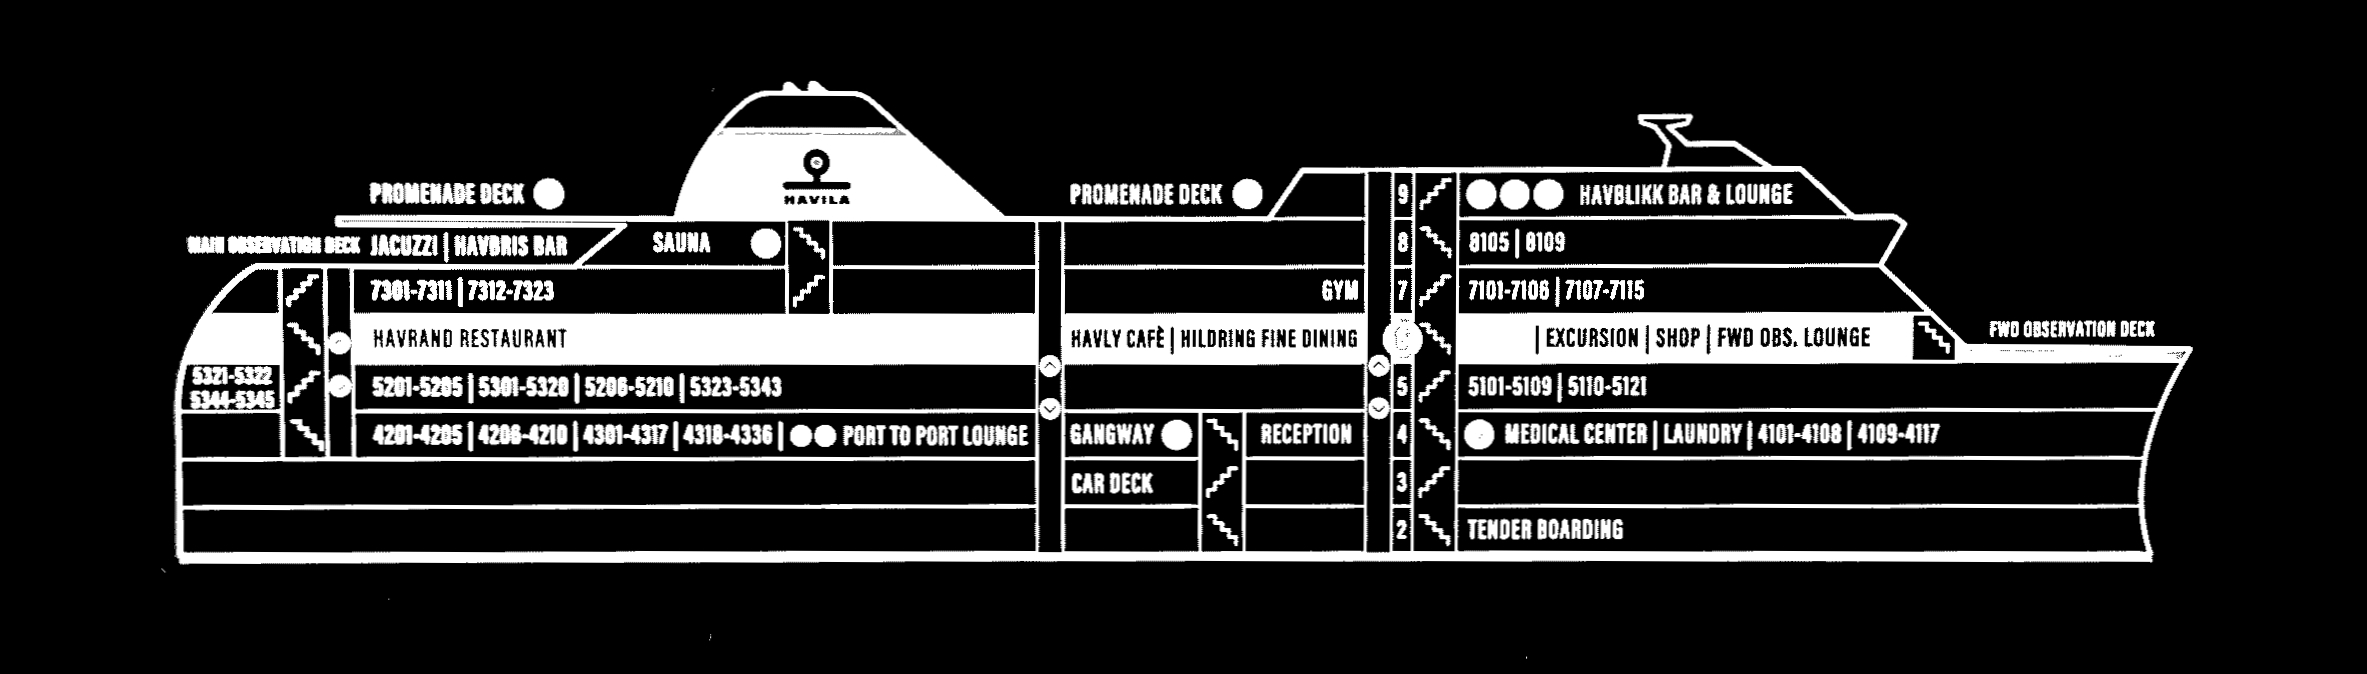 PROMENADE DECK
HAVILA
PROMENADE DECK
9 HAVBLIKK BAR & LOUNGE
MAIN OBSERVATION DECK JACUZZI | HAVBRIS BAR
SAUNA
8 8105 | 8109
7301-7311 | 7312-7323
GYM 7 7101-7106 | 7107-7115
HAVRAND RESTAURANT
HAVLY CAFÈ | HILDRING FINE DINING
6 | EXCURSION | SHOP | FWD OBS. LOUNGE
FWD OBSERVATION DECK
5321-5322
5344-5345
5201-5205 | 5301-5320 | 5206-5210 | 5323-5343
5 5101-5109 | 5110-5121
4201-4205 | 4206-4210 | 4301-4317 | 4318-4336 | PORT TO PORT LOUNGE
GANGWAY RECEPTION 4 MEDICAL CENTER | LAUNDRY | 4101-4108 | 4109-4117
CAR DECK 3
2 TENDER BOARDING